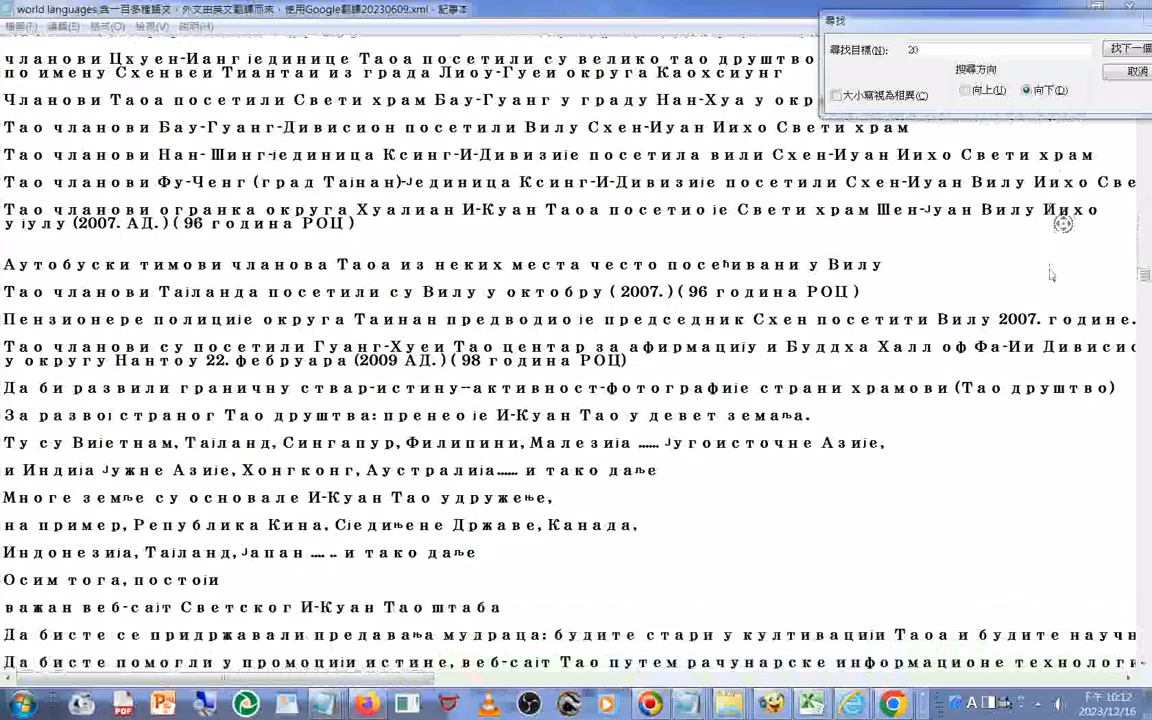 world languages 含一百多種語文，外文由英文翻譯而來，使用Google翻譯20230609.xml - 記事本
檔案(F) 編輯(E) 格式(O) 檢視(V) 說明(H)
尋找
尋找目標(N): 20
找下一個
搜尋方向
取消
大小寫視為相異(C)
向上(U) 向下(D)
чланови Цхуен-Ианг јединице Таоа посетили су велико тао друштво
по имену Схенвеи Тиантаи из града Лиоу-Гуеи округа Каохсиунг
Чланови Таоа посетили Свети храм Бау-Гуанг у граду Нан-Хуа у окр
Тао чланови Бау-Гуанг-Дивисион посетили Вилу Схен-Иуан Иихо Свети храм
Тао чланови Нан-Шинг-јединица Ксинг-И-Дивизије посетила вили Схен-Иуан Иихо Свети храм
Тао чланови Фу-Ченг (град Тајнан)-Јединица Ксинг-И-Дивизије посетили Схен-Иуан Вилу Иихо Све
Тао чланови огранка округа Хуалиан И-Куан Таоа посетио је Свети храм Шен-Јуан Вилу Иихо
у јулу (2007. АД.) ( 96 година РОЦ )
Аутобуски тимови чланова Таоа из неких места често посећивани у Вилу
Тао чланови Тајланда посетили су Вилу у октобру ( 2007.) ( 96 година РОЦ )
Пензионере полиције округа Таинан предводио је председник Схен посетити Вилу 2007. године.
Тао чланови су посетили Гуанг-Хуеи Тао центар за афирмацију и Буддха Халл оф Фа-Ии Дивисио
у округу Нантоу 22. фебруара (2009 АД.) ( 98 година РОЦ)
Да би развили граничну ствар-истину--активност-фотографије страни храмови (Тао друштво)
За развој страног Тао друштва: пренео је И-Куан Тао у девет земаља.
Ту су Вијетнам, Тајланд, Сингапур, Филипини, Малезија ...... Југоисточне Азије,
и Индија Јужне Азије, Хонгконг, Аустралија...... и тако даље
Многе земље су основале И-Куан Тао удружење,
на пример, Република Кина, Сједињене Државе, Канада,
Индонезија, Тајланд, Јапан .... .. и тако даље
Осим тога, постоји
важан веб-сајт Светског И-Куан Тао штаба
Да бисте се придржавали предавања мудраца: будите стари у култивацији Таоа и будите научн
Да бисте помогли у промоцији истине, веб-сајт Тао путем рачунарске информационе технологи
下午 10:12
2023/12/16